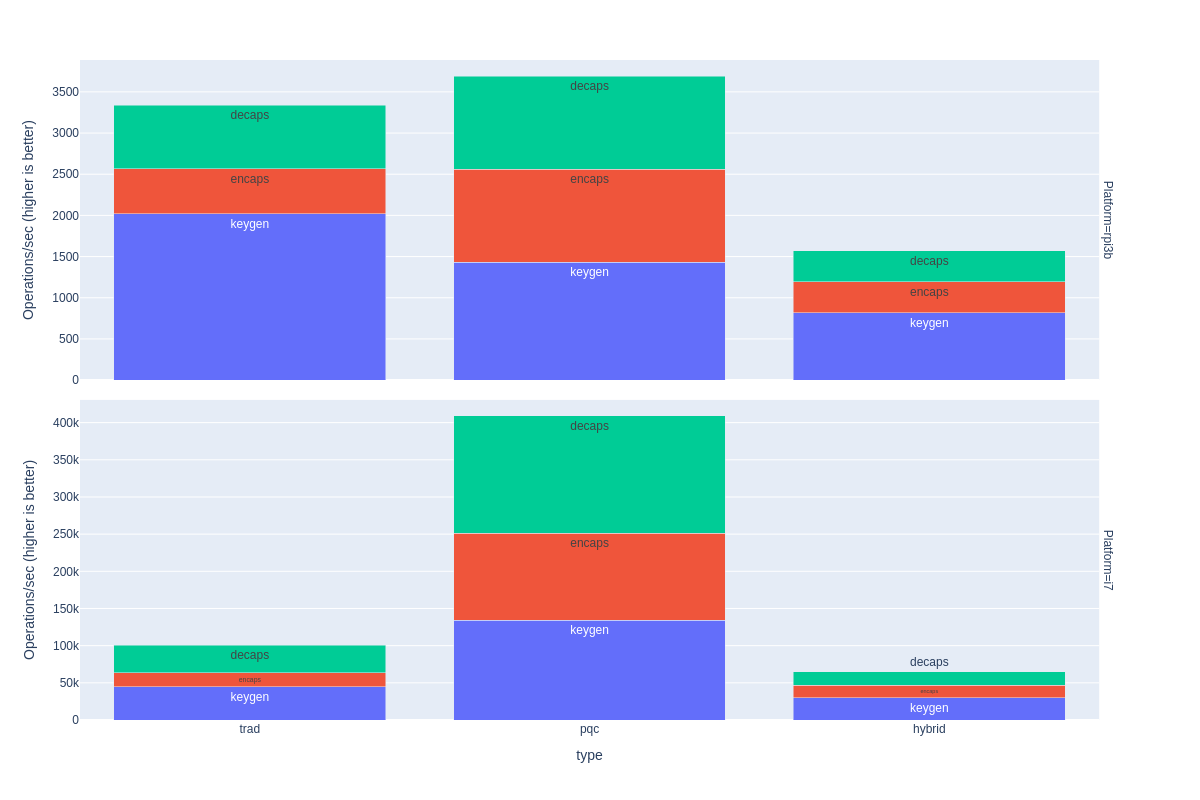 Operations/sec (higher is better)
3500
3000
2500
2000
1500
1000
500
0
decaps
encaps
keygen
decaps
encaps
keygen
decaps
encaps
keygen
Platform=rpi3b
Operations/sec (higher is better)
400k
350k
300k
250k
200k
150k
100k
50k
0
decaps
encaps
keygen
decaps
encaps
keygen
decaps
encaps
keygen
Platform=i7
trad
pqc
hybrid
type